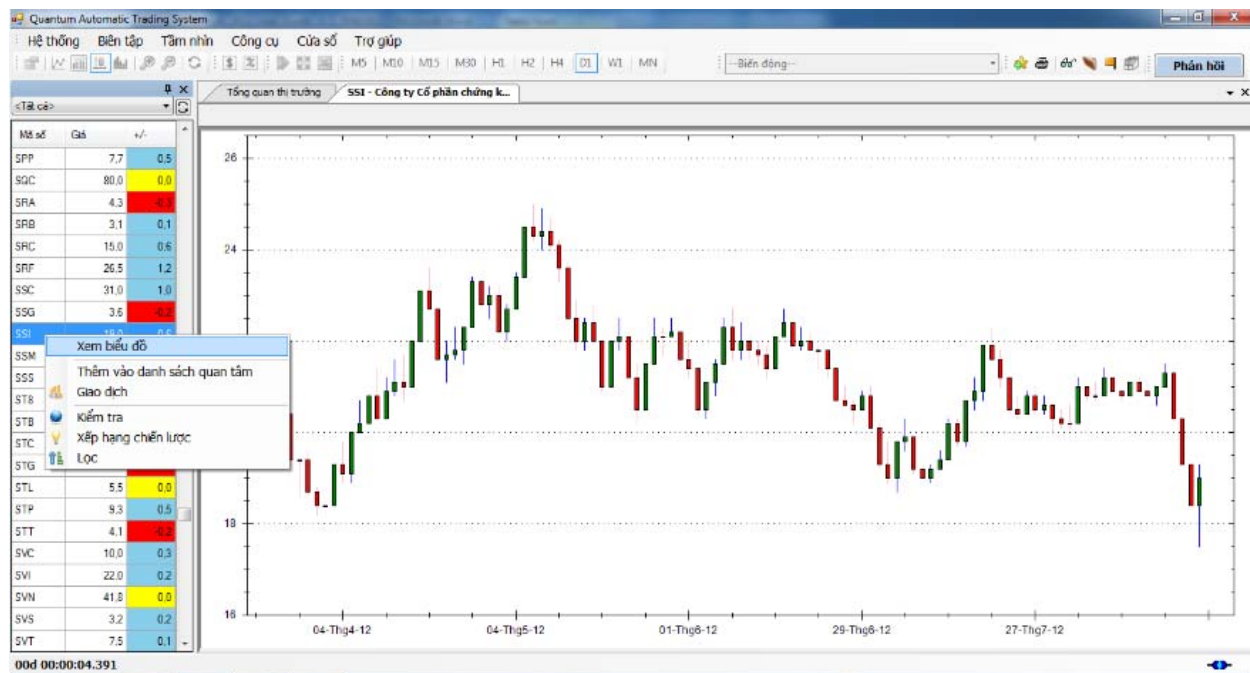 Quantum Automatic Trading System
Hệ thống Biên tập Tầm nhìn Công cụ Cửa sổ Trợ giúp
M5 M10 M15 M30 H1 H2 H4 D1 W1 MN --Biến động-- Phản hồi
Tổng quan thị trường SSI - Công ty Cổ phần chứng k...
<Tất cả>
Mã số Giá +/-
SPP 7,7 0,5
SQC 80,0 0,0
SRA 4,3 -0,3
SRB 3,1 0,1
SRC 15,0 0,6
SRF 26,5 1,2
SSC 31,0 1,0
SSG 3,6 -0,2
SSI
SSM
SSS
ST8
STB
STC
STG
STL 5,5 0,0
STP 9,3 0,5
STT 4,1
SVC 10,0 0,3
SVI 22,0 0,2
SVN 41,8 0,0
SVS 3,2 0,2
SVT 7,5 0,1
Xem biểu đồ
Thêm vào danh sách quan tâm
Giao dịch
Kiểm tra
Xếp hạng chiến lược
Lọc
26
24
18
16
04-Thg4-12 04-Thg5-12 01-Thg6-12 29-Thg6-12 27-Thg7-12
00d 00:00:04.391